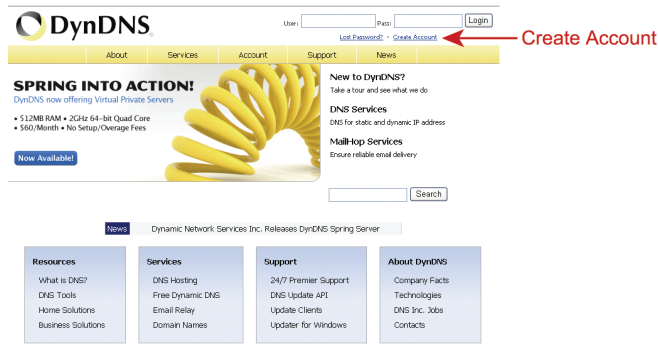 DynDNS
User: Pass: Login
Lost Password? - Create Account
Create Account
About Services Account Support News
SPRING INTO ACTION!
DynDNS now offering Virtual Private Servers
• 512MB RAM • 2GHz 64-bit Quad Core
• $60/Month • No Setup/Overage Fees
Now Available!
New to DynDNS?
Take a tour and see what we do
DNS Services
DNS for static and dynamic IP address
MailHop Services
Ensure reliable email delivery
Search
News Dynamic Network Services Inc. Releases DynDNS Spring Server
Resources
What is DNS?
DNS Tools
Home Solutions
Business Solutions
Services
DNS Hosting
Free Dynamic DNS
Email Relay
Domain Names
Support
24/7 Premier Support
DNS Update API
Update Clients
Updater for Windows
About DynDNS
Company Facts
Technologies
DNS Inc. Jobs
Contacts